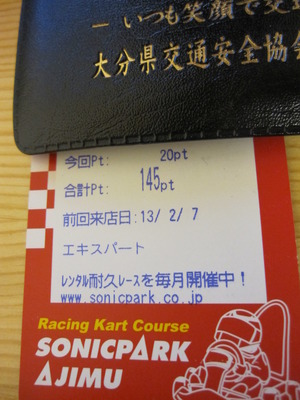 －いつも笑顔で交
大分県交通安全協
今回Pt: 20pt
合計Pt: 145pt
前回来店日:13/ 2/ 7
エキスパート
ﾚﾝﾀﾙ耐久ﾚｰｽを毎月開催中!
www.sonicpark.co.jp
Racing Kart Course
SONICPARK
AJIMU